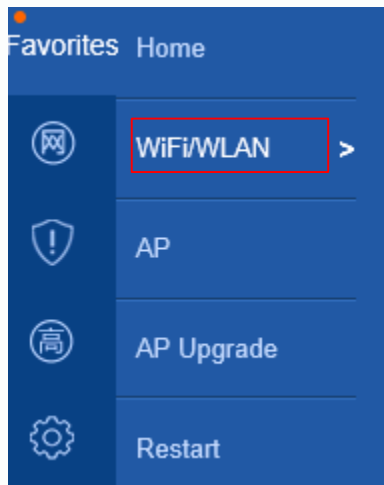 Favorites Home
网 WiFi/WLAN >
AP
高 AP Upgrade
Restart